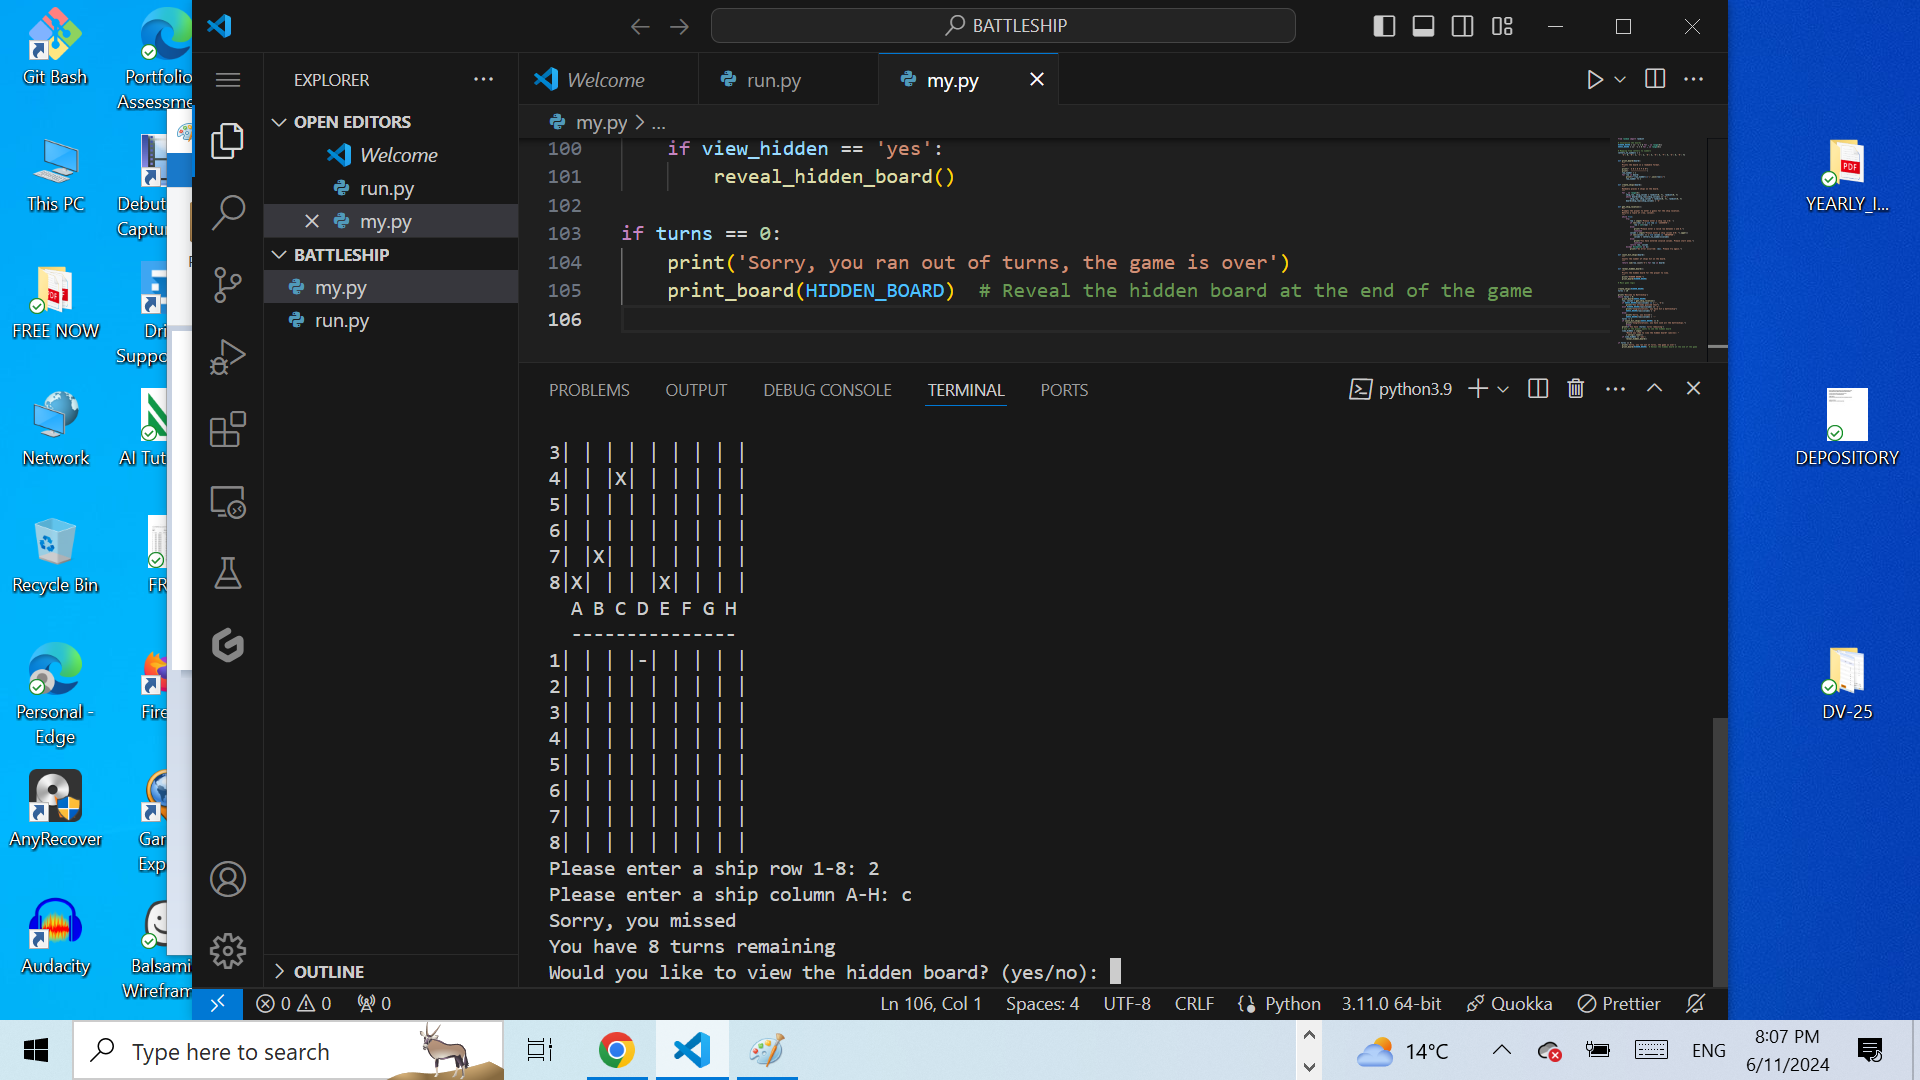 Git Bash
Portfolio
Assessme
This PC
Debut
Captu
FREE NOW
Dri
Suppo
Network
AI Tut
Recycle Bin
FR
Personal -
Edge
Fire
AnyRecover
Gar
Exp
Audacity
Balsami
Wirefram
BATTLESHIP
EXPLORER
OPEN EDITORS
Welcome
run.py
my.py
BATTLESHIP
my.py
run.py
OUTLINE
Welcome
run.py
my.py
my.py > ...
100 if view_hidden == 'yes':
101 reveal_hidden_board()
102
103 if turns == 0:
104 print('Sorry, you ran out of turns, the game is over')
105 print_board(HIDDEN_BOARD)  # Reveal the hidden board at the end of the game
106
PROBLEMS OUTPUT DEBUG CONSOLE TERMINAL PORTS
python3.9
3| | | | | | | | |
4| | |X| | | | | |
5| | | | | | | | |
6| | | | | | | | |
7| |X| | | | | | |
8|X| | | |X| | | |
A B C D E F G H
---------------
1| | | |-| | | | |
2| | | | | | | | |
3| | | | | | | | |
4| | | | | | | | |
5| | | | | | | | |
6| | | | | | | | |
7| | | | | | | | |
8| | | | | | | | |
Please enter a ship row 1-8: 2
Please enter a ship column A-H: c
Sorry, you missed
You have 8 turns remaining
Would you like to view the hidden board? (yes/no):
0 0 0
Ln 106, Col 1 Spaces: 4 UTF-8 CRLF Python 3.11.0 64-bit Quokka Prettier
PDF
YEARLY_I...
DEPOSITORY
DV-25
Type here to search
14°C
ENG
8:07 PM
6/11/2024